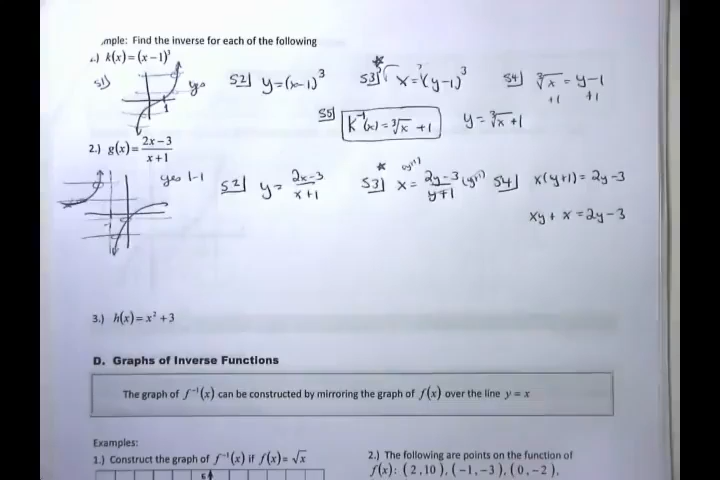 mple: Find the inverse for each of the following
.) k(x) = (x − 1)³
S1) yes S2] y = (x−1)³ S3] x = (y−1)³ S4] ∛x = y − 1
+1 +1
S5] k⁻¹(x) = ∛x + 1 y = ∛x + 1
2.) g(x) = (2x − 3)/(x + 1)
yes 1-1 S2] y = (2x−3)/(x+1) S3] (y+1) x = (2y−3)/(y+1) (y+1) S4] x(y+1) = 2y − 3
xy + x = 2y − 3
3.) h(x) = x² + 3
D. Graphs of Inverse Functions
The graph of f⁻¹(x) can be constructed by mirroring the graph of f(x) over the line y = x
Examples:
1.) Construct the graph of f⁻¹(x) if f(x) = √x
6
2.) The following are points on the function of
f(x): (2,10), (−1,−3), (0,−2),